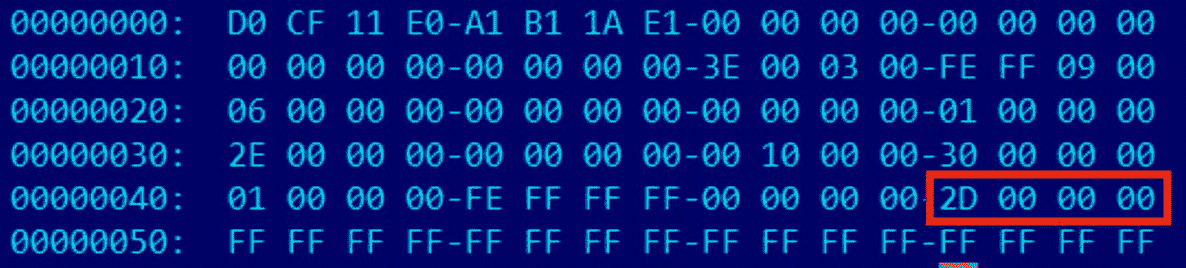 00000000: D0 CF 11 E0-A1 B1 1A E1-00 00 00 00-00 00 00 00
00000010: 00 00 00 00-00 00 00 00-3E 00 03 00-FE FF 09 00
00000020: 06 00 00 00-00 00 00 00-00 00 00 00-01 00 00 00
00000030: 2E 00 00 00-00 00 00 00-00 10 00 00-30 00 00 00
00000040: 01 00 00 00-FE FF FF FF-00 00 00 00-2D 00 00 00
00000050: FF FF FF FF-FF FF FF FF-FF FF FF FF-FF FF FF FF